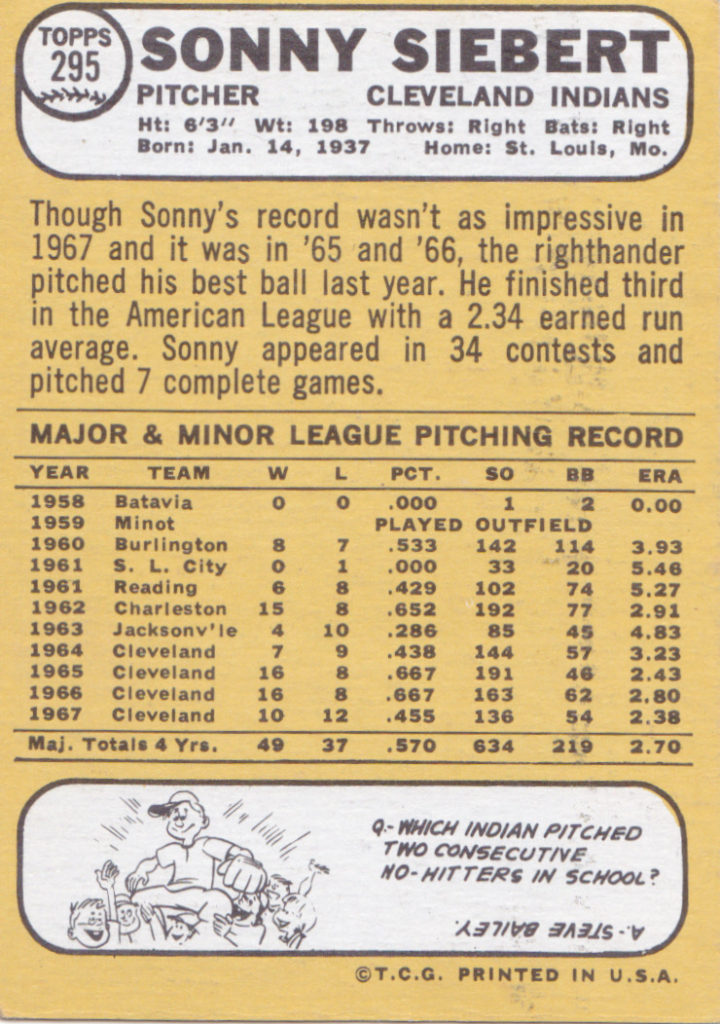 TOPPS
295
SONNY SIEBERT
PITCHER CLEVELAND INDIANS
Ht: 6'3" Wt: 198 Throws: Right Bats: Right
Born: Jan. 14, 1937 Home: St. Louis, Mo.
Though Sonny's record wasn't as impressive in
1967 and it was in '65 and '66, the righthander
pitched his best ball last year. He finished third
in the American League with a 2.34 earned run
average. Sonny appeared in 34 contests and
pitched 7 complete games.
MAJOR & MINOR LEAGUE PITCHING RECORD
YEAR TEAM W L PCT. SO BB ERA
1958 Batavia 0 0 .000 1 2 0.00
1959 Minot PLAYED OUTFIELD
1960 Burlington 8 7 .533 142 114 3.93
1961 S. L. City 0 1 .000 33 20 5.46
1961 Reading 6 8 .429 102 74 5.27
1962 Charleston 15 8 .652 192 77 2.91
1963 Jacksonv'le 4 10 .286 85 45 4.83
1964 Cleveland 7 9 .438 144 57 3.23
1965 Cleveland 16 8 .667 191 46 2.43
1966 Cleveland 16 8 .667 163 62 2.80
1967 Cleveland 10 12 .455 136 54 2.38
Maj. Totals 4 Yrs. 49 37 .570 634 219 2.70
Q.- WHICH INDIAN PITCHED
TWO CONSECUTIVE
NO-HITTERS IN SCHOOL?
A.- STEVE BAILEY.
©T.C.G. PRINTED IN U.S.A.